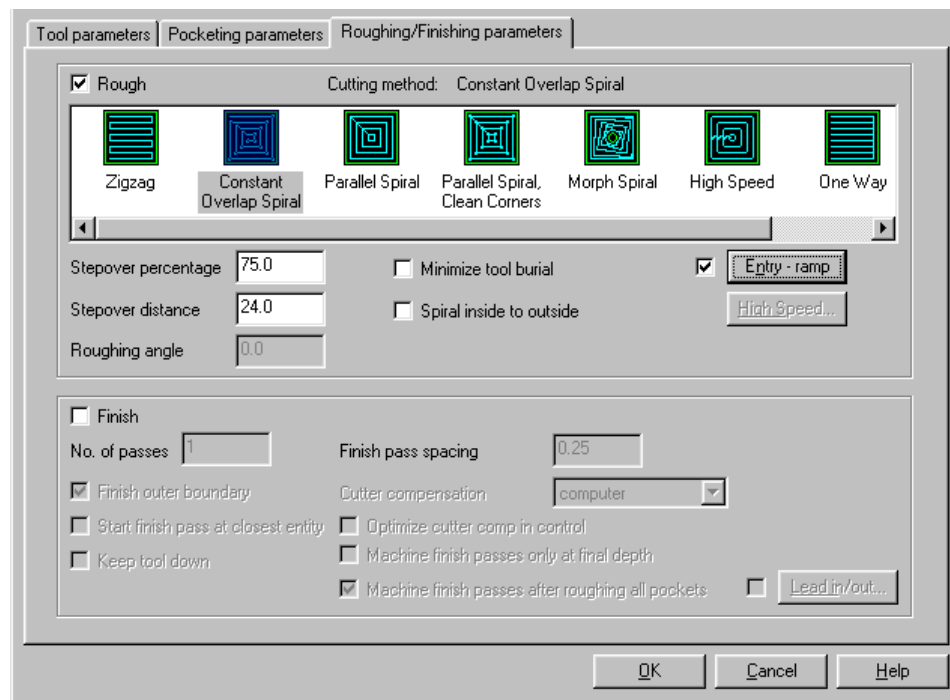 Tool parameters Pocketing parameters Roughing/Finishing parameters
Rough Cutting method: Constant Overlap Spiral
Zigzag Constant Overlap Spiral Parallel Spiral Parallel Spiral, Clean Corners Morph Spiral High Speed One Way
Stepover percentage 75.0 Minimize tool burial Entry - ramp
Stepover distance 24.0 Spiral inside to outside High Speed...
Roughing angle 0.0
Finish
No. of passes 1 Finish pass spacing 0.25
Finish outer boundary Cutter compensation computer
Start finish pass at closest entity Optimize cutter comp in control
Keep tool down Machine finish passes only at final depth
Machine finish passes after roughing all pockets Lead in/out...
OK Cancel Help